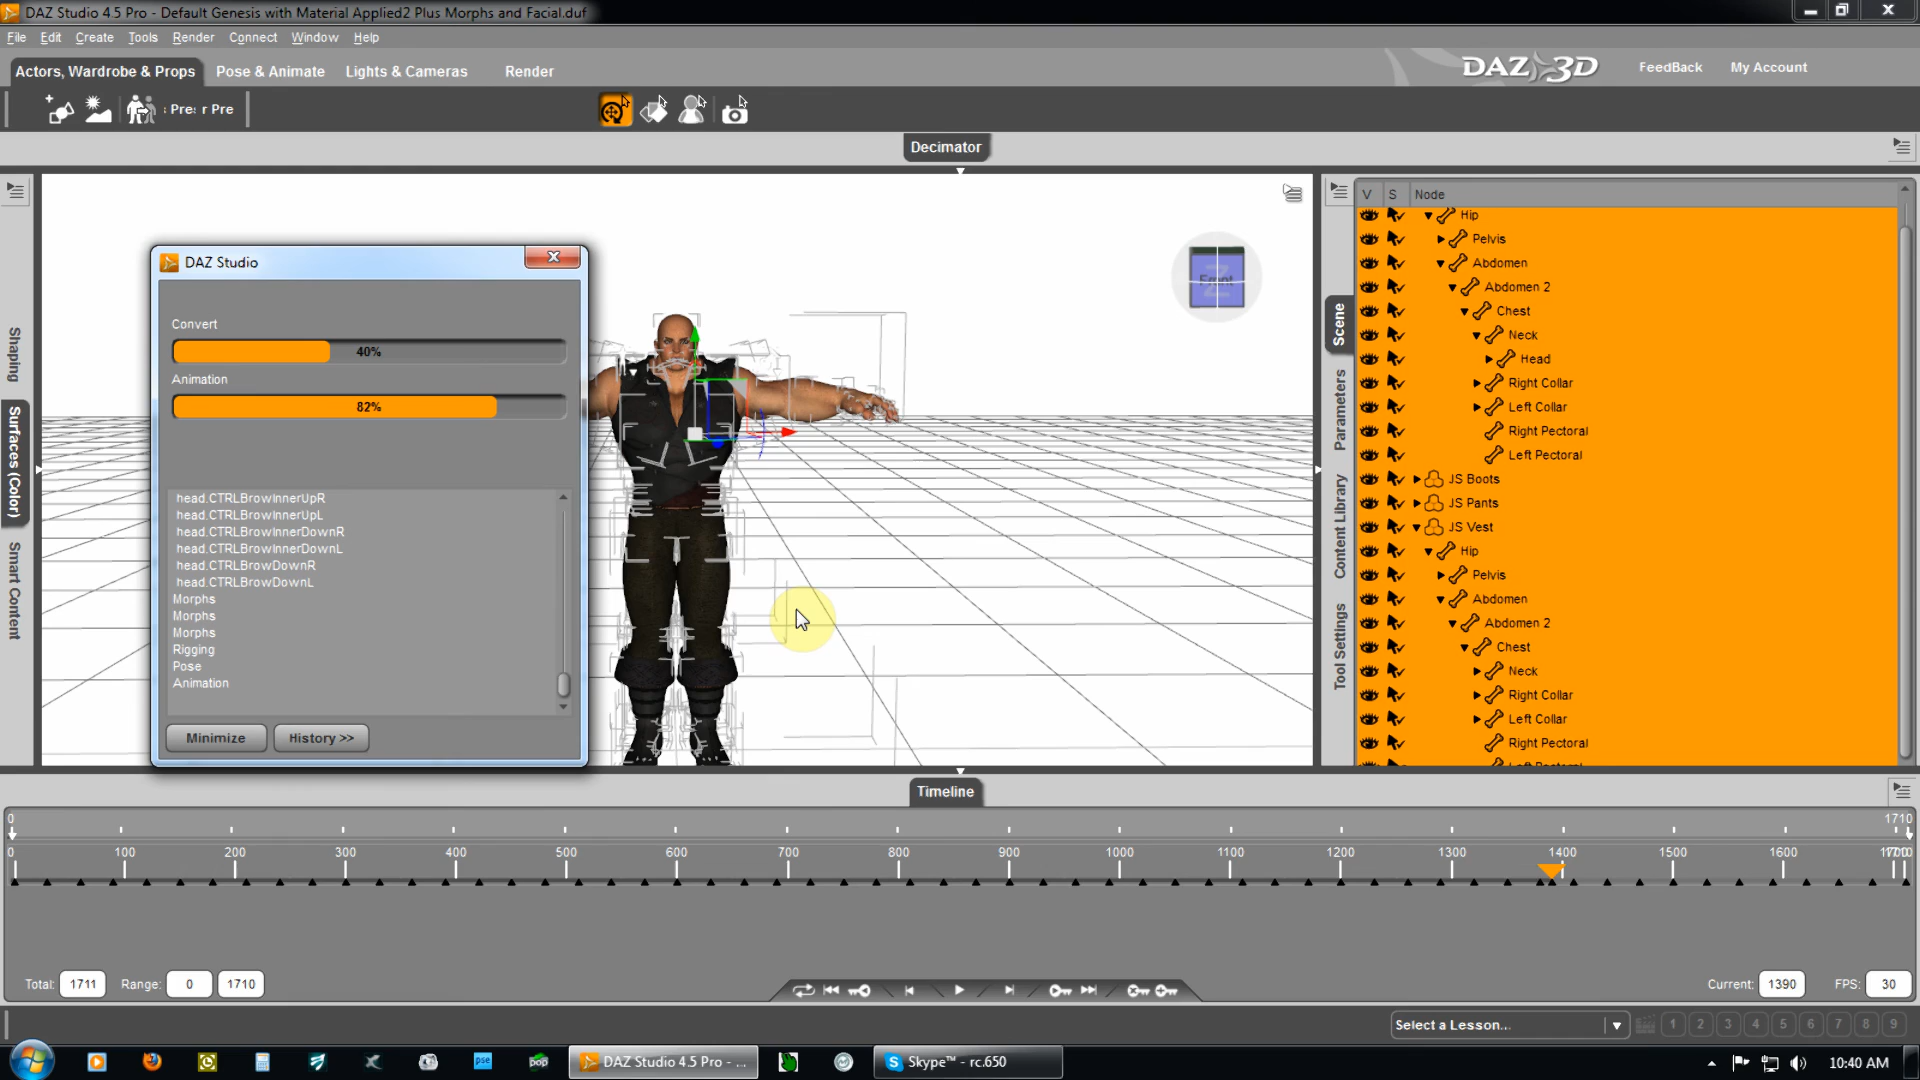 DAZ Studio 4.5 Pro - Default Genesis with Material Applied2 Plus Morphs and Facial.duf
File Edit Create Tools Render Connect Window Help
Actors, Wardrobe & Props Pose & Animate Lights & Cameras Render
DAZ 3D FeedBack My Account
: Pre: r Pre
Decimator
V S Node
Hip
Pelvis
Abdomen
Abdomen 2
Chest
Neck
Head
Right Collar
Left Collar
Right Pectoral
Left Pectoral
JS Boots
JS Pants
JS Vest
Hip
Pelvis
Abdomen
Abdomen 2
Chest
Neck
Right Collar
Left Collar
Right Pectoral
Left Pectoral
Scene
Parameters
Content Library
Tool Settings
Shaping
Surfaces (Color)
Smart Content
Front
DAZ Studio
Convert
40%
Animation
82%
head.CTRLBrowInnerUpR
head.CTRLBrowInnerUpL
head.CTRLBrowInnerDownR
head.CTRLBrowInnerDownL
head.CTRLBrowDownR
head.CTRLBrowDownL
Morphs
Morphs
Morphs
Rigging
Pose
Animation
Minimize History >>
Timeline
0 1710
0 100 200 300 400 500 600 700 800 900 1000 1100 1200 1300 1400 1500 1600
Total: 1711 Range: 0 1710 Current: 1390 FPS: 30
Select a Lesson... 1 2 3 4 5 6 7 8 9
pse pop DAZ Studio 4.5 Pro - ... Skype™ - rc.650 10:40 AM